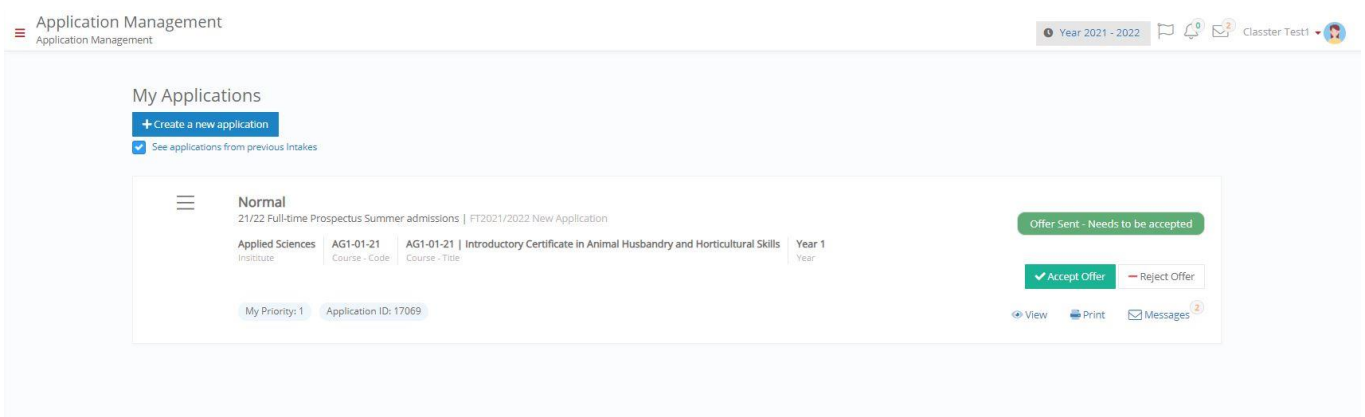 Application Management
Application Management
Year 2021 - 2022
0
2
Classter Test1
My Applications
Create a new application
See applications from previous Intakes
Normal
21/22 Full-time Prospectus Summer admissions | FT2021/2022 New Application
Offer Sent - Needs to be accepted
Applied Sciences AG1-01-21 AG1-01-21 | Introductory Certificate in Animal Husbandry and Horticultural Skills Year 1
Insititute Course - Code Course - Title Year
Accept Offer Reject Offer
My Priority: 1 Application ID: 17069
View Print Messages 2